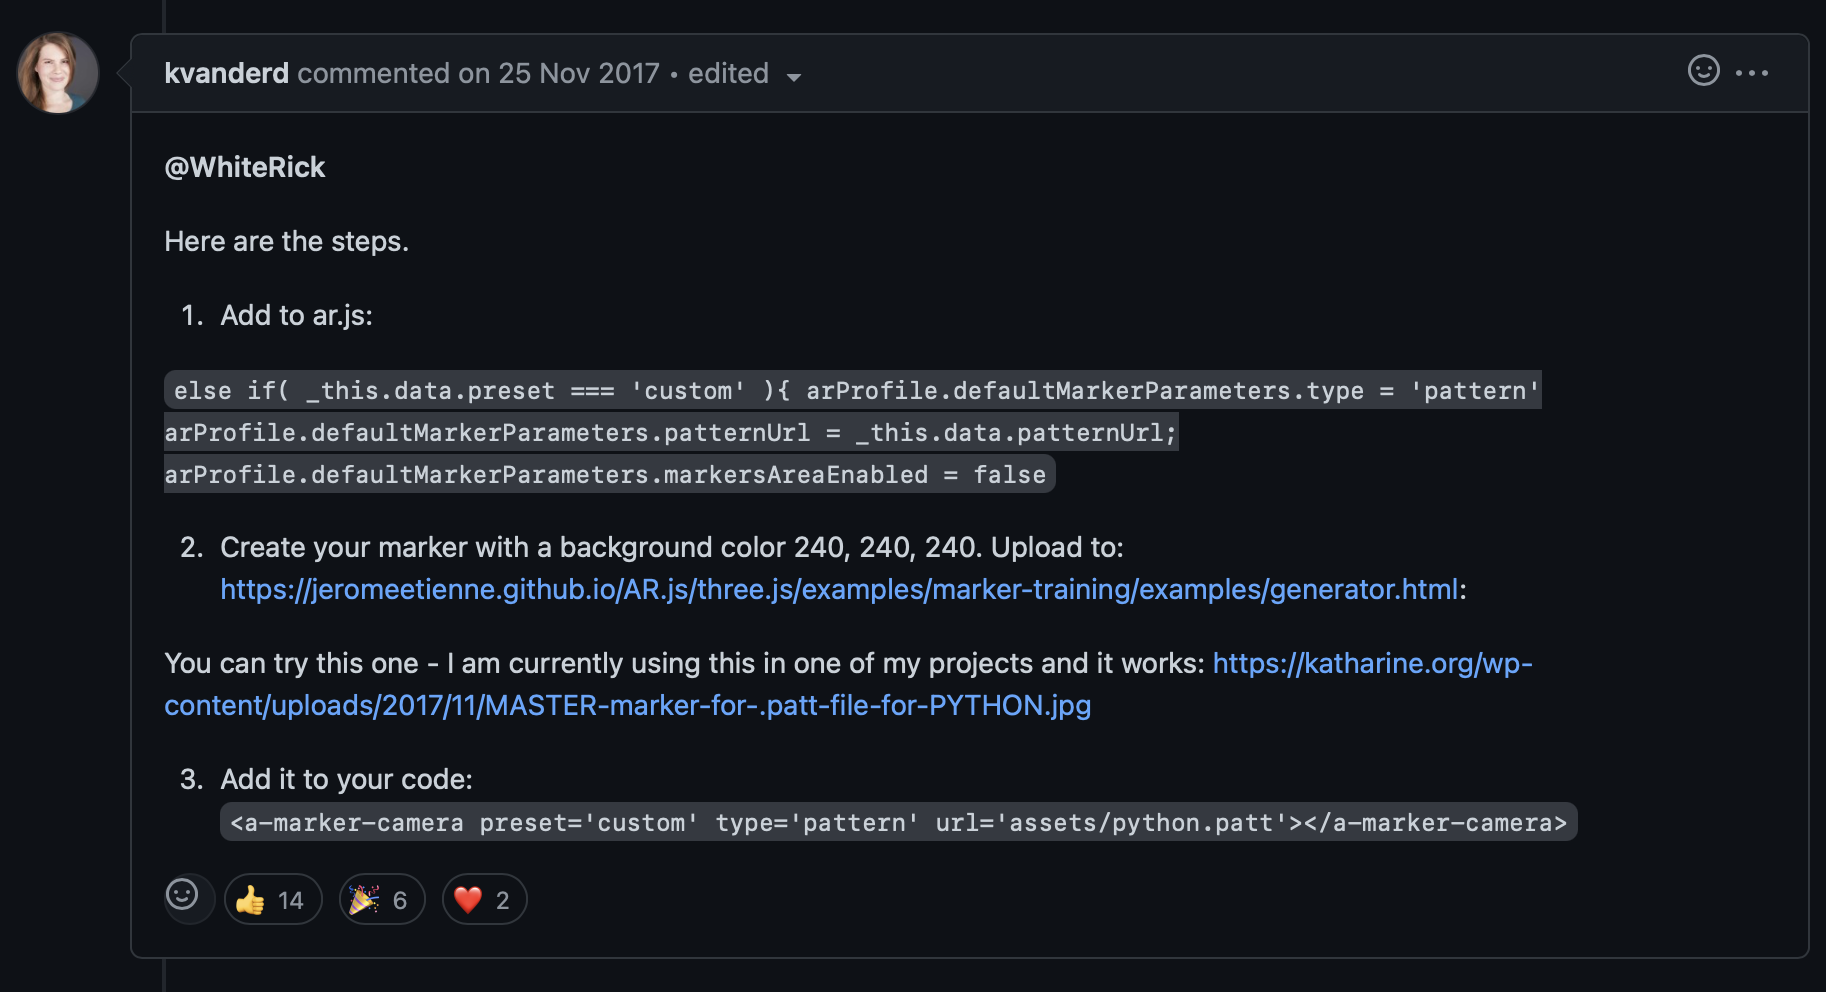 kvanderd commented on 25 Nov 2017 • edited
@WhiteRick
Here are the steps.
1. Add to ar.js:
else if( _this.data.preset === 'custom' ){ arProfile.defaultMarkerParameters.type = 'pattern'
arProfile.defaultMarkerParameters.patternUrl = _this.data.patternUrl;
arProfile.defaultMarkerParameters.markersAreaEnabled = false
2. Create your marker with a background color 240, 240, 240. Upload to:
https://jeromeetienne.github.io/AR.js/three.js/examples/marker-training/examples/generator.html:
You can try this one - I am currently using this in one of my projects and it works: https://katharine.org/wp-
content/uploads/2017/11/MASTER-marker-for-.patt-file-for-PYTHON.jpg
3. Add it to your code:
<a-marker-camera preset='custom' type='pattern' url='assets/python.patt'></a-marker-camera>
👍 14 🎉 6 ❤️ 2